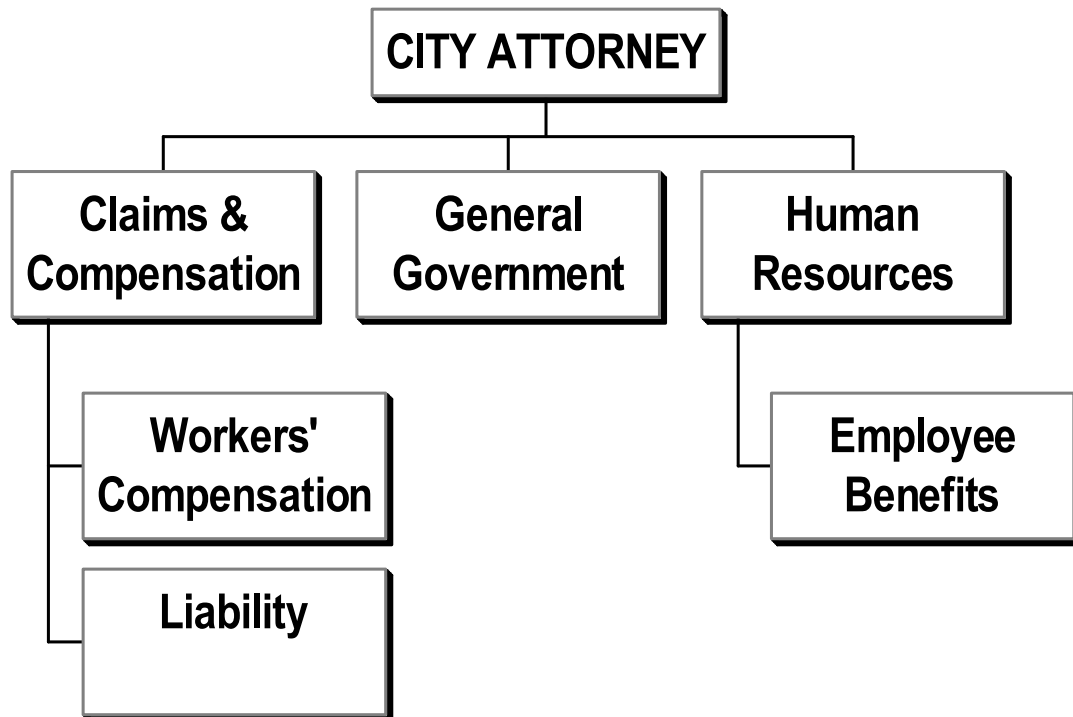 CITY ATTORNEY
Claims &
Compensation
General
Government
Human
Resources
Workers'
Compensation
Employee
Benefits
Liability